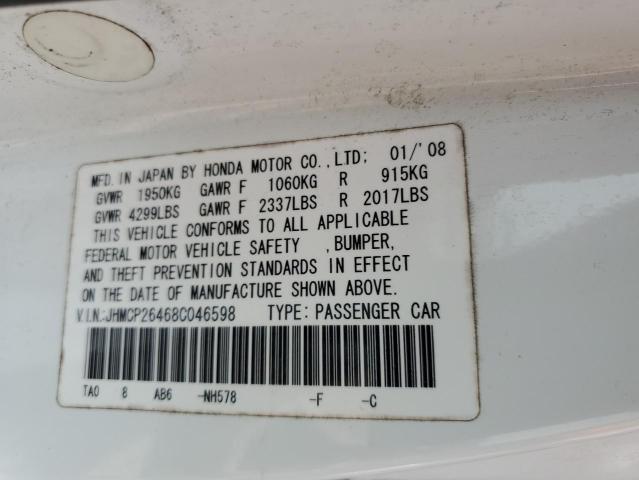 MFD. IN JAPAN BY HONDA MOTOR CO.,LTD; 01/'08
GVWR 1950KG GAWR F 1060KG R 915KG
GVWR 4299LBS GAWR F 2337LBS R 2017LBS
THIS VEHICLE CONFORMS TO ALL APPLICABLE
FEDERAL MOTOR VEHICLE SAFETY ,BUMPER,
AND THEFT PREVENTION STANDARDS IN EFFECT
ON THE DATE OF MANUFACTURE SHOWN ABOVE.
V.I.N.:JHMCP26468C046598 TYPE:PASSENGER CAR
TA0 8 AB6 -NH578 -F -C